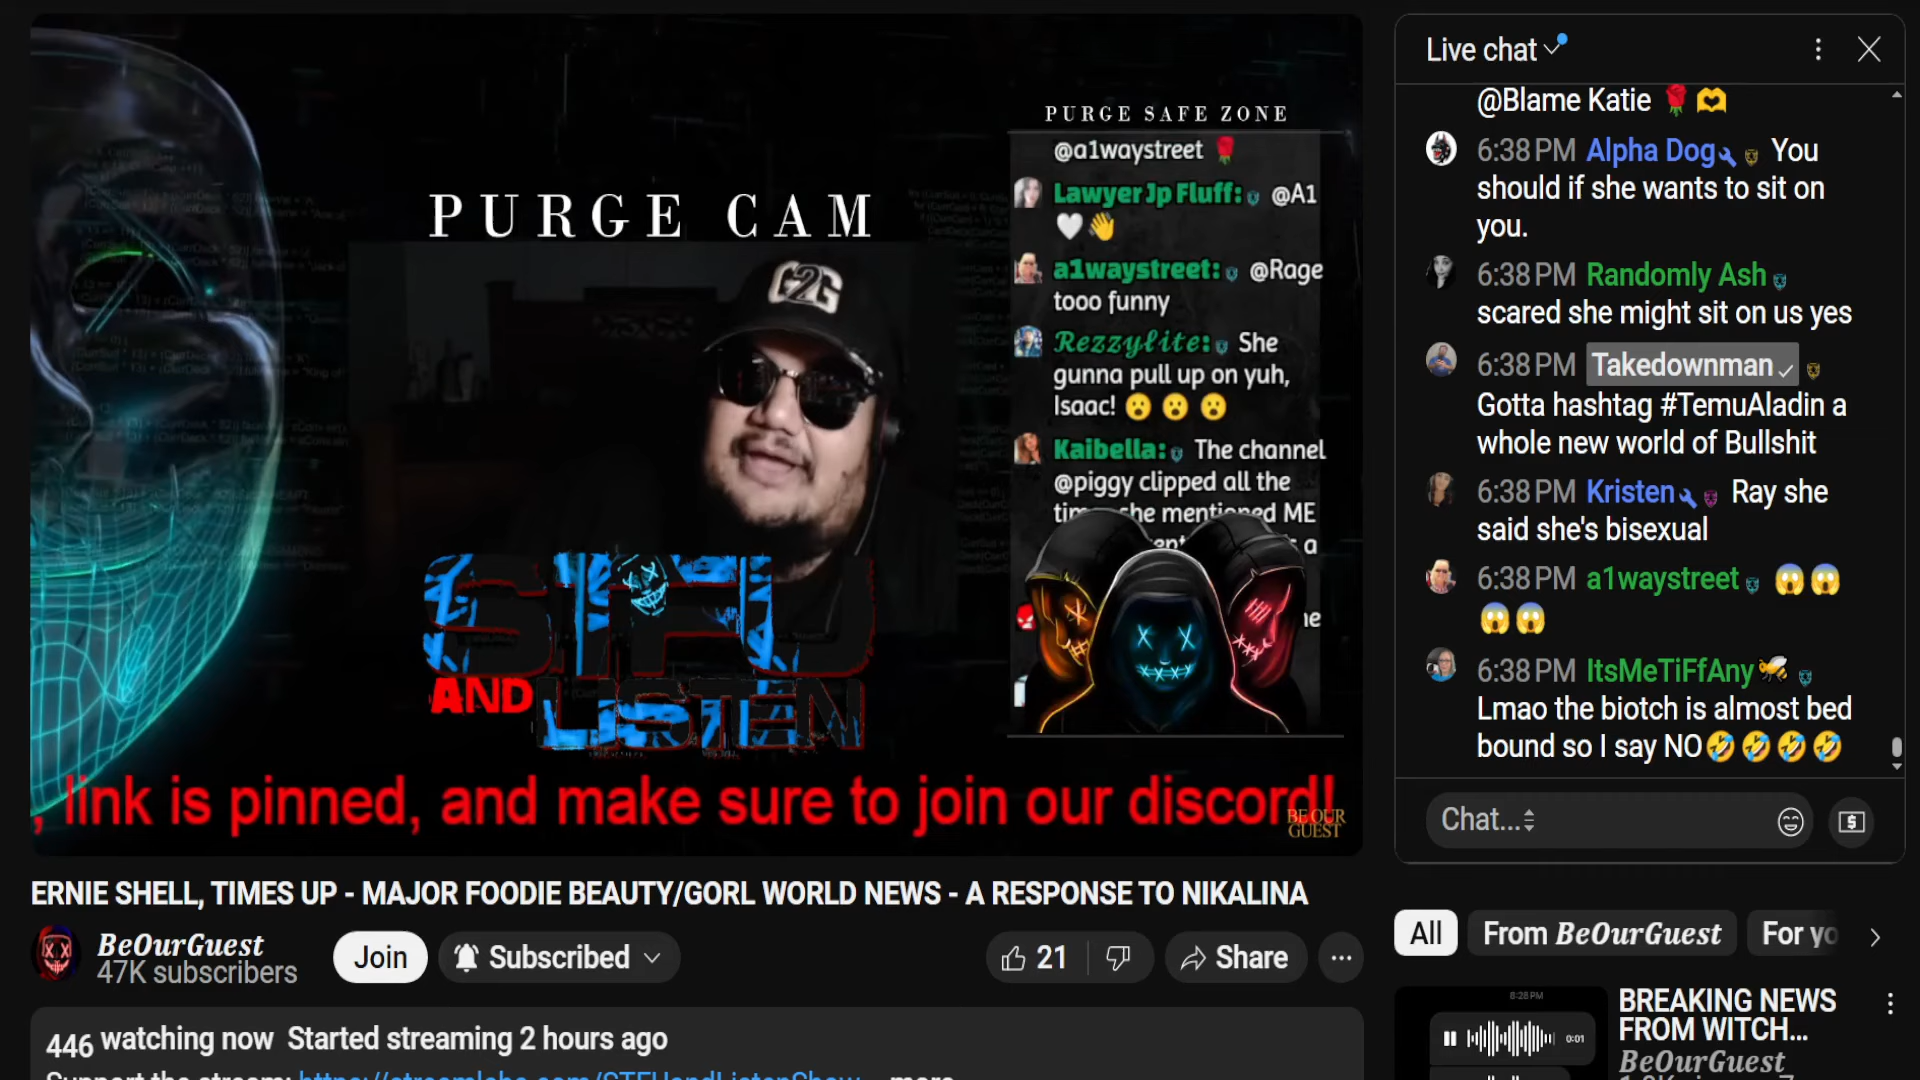 PURGE CAM
G2G
STFU
AND
LISTEN
PURGE SAFE ZONE
@a1waystreet 🌹
Lawyer Jp Fluff: @A1
🤍👋
a1waystreet: @Rage
tooo funny
Rezzylite: She
gunna pull up on yuh,
Isaac! 😮 😮 😮
Kaibella: The channel
@piggy clipped all the
she mentioned ME
a
, link is pinned, and make sure to join our discord!
BE OUR
GUEST
ERNIE SHELL, TIMES UP - MAJOR FOODIE BEAUTY/GORL WORLD NEWS - A RESPONSE TO NIKALINA
BeOurGuest
47K subscribers
Join
Subscribed
21
Share
446 watching now Started streaming 2 hours ago
Support the stream: https://streamlabs.com/STFUandListenShow ...more
Live chat
@Blame Katie 🌹 🫶
6:38 PM Alpha Dog You
should if she wants to sit on
you.
6:38 PM Randomly Ash
scared she might sit on us yes
6:38 PM Takedownman ✓
Gotta hashtag #TemuAladin a
whole new world of Bullshit
6:38 PM Kristen Ray she
said she's bisexual
6:38 PM a1waystreet 😱😱
😱😱
6:38 PM ItsMeTiFfAny🐝
Lmao the biotch is almost bed
bound so I say NO🤣🤣🤣🤣
Chat...
All
From BeOurGuest
For yo
8:28 PM
0:01
BREAKING NEWS
FROM WITCH...
BeOurGuest